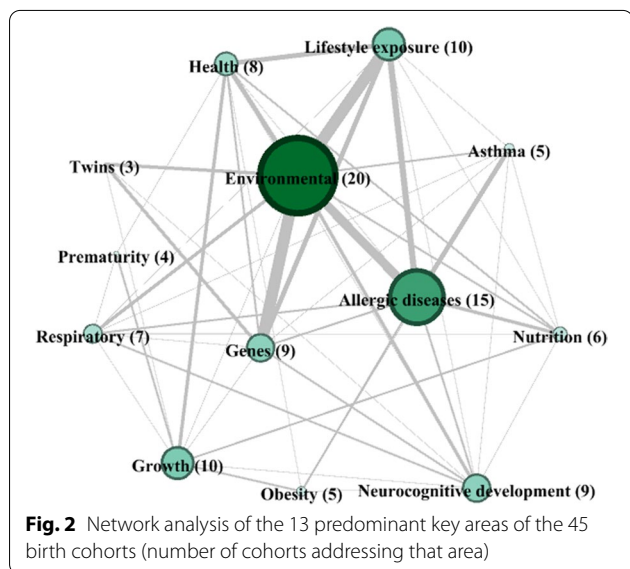 Lifestyle exposure (10)
Health (8)
Asthma (5)
Twins (3)
Environmental (20)
Prematurity (4)
Allergic diseases (15)
Respiratory (7)
Genes (9)
Nutrition (6)
Growth (10)
Obesity (5)
Neurocognitive development (9)
Fig. 2 Network analysis of the 13 predominant key areas of the 45
birth cohorts (number of cohorts addressing that area)